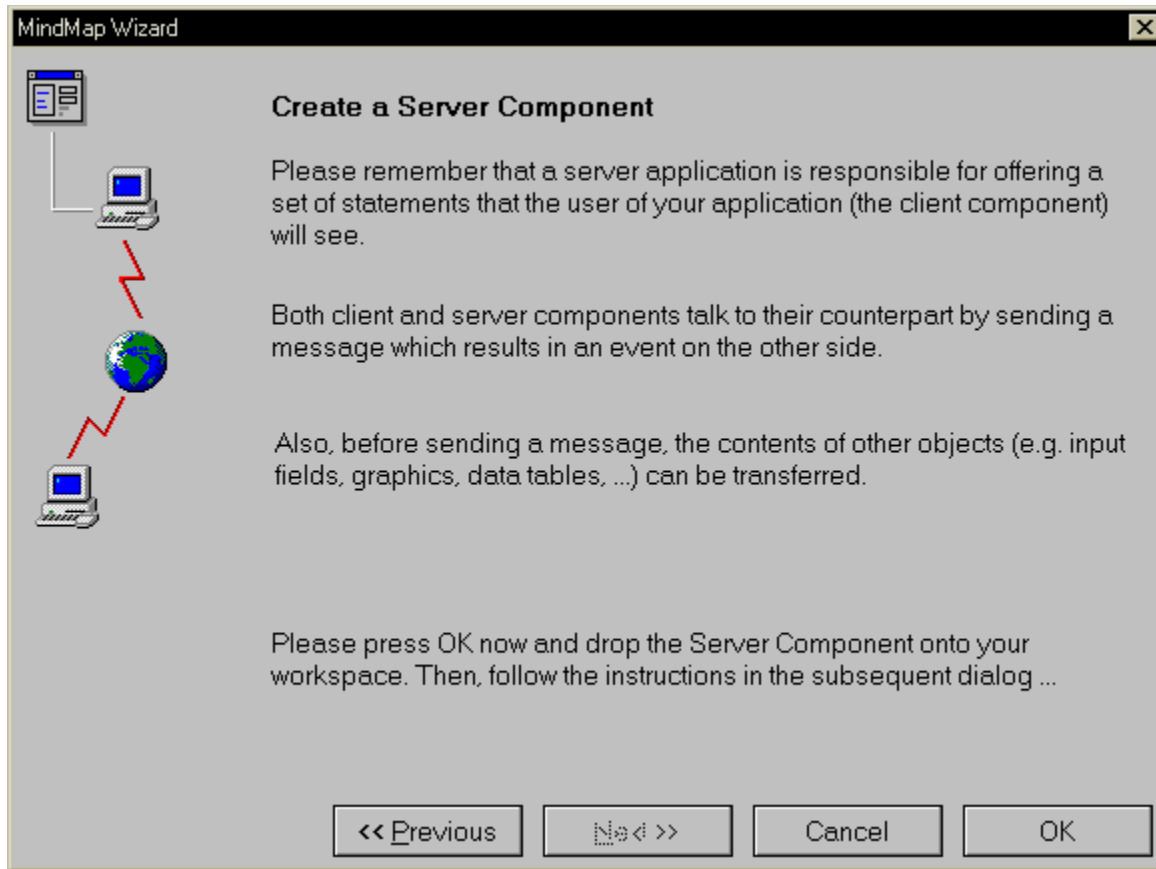 MindMap Wizard
Create a Server Component
Please remember that a server application is responsible for offering a
set of statements that the user of your application (the client component)
will see.
Both client and server components talk to their counterpart by sending a
message which results in an event on the other side.
Also, before sending a message, the contents of other objects (e.g. input
fields, graphics, data tables, ...) can be transferred.
Please press OK now and drop the Server Component onto your
workspace. Then, follow the instructions in the subsequent dialog ...
<< Previous
Next >>
Cancel
OK